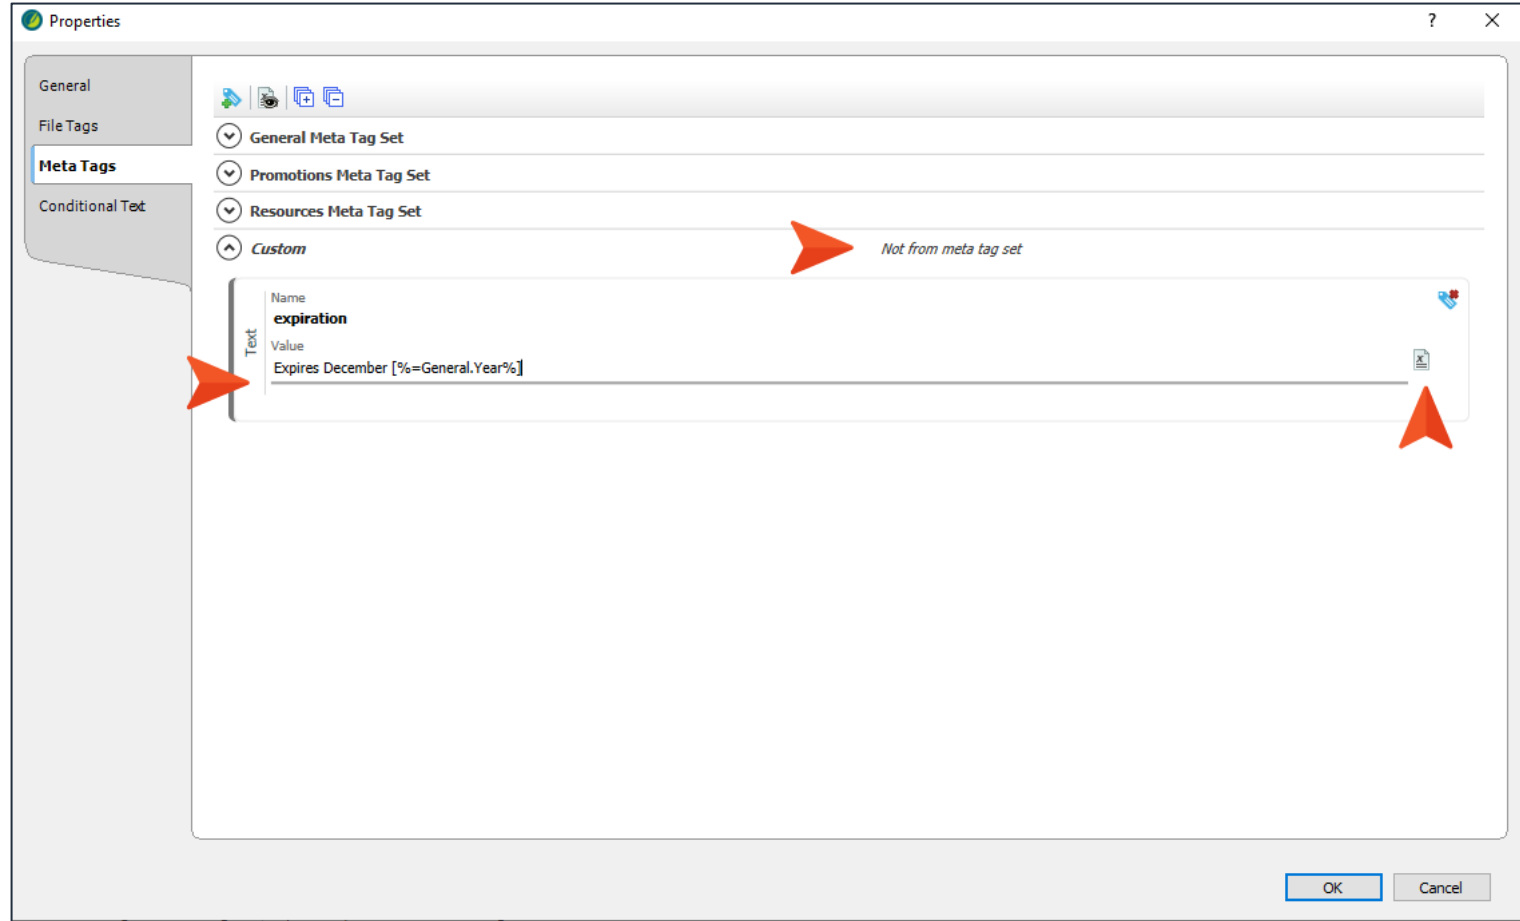 Properties
?
General
File Tags
Meta Tags
Conditional Text
General Meta Tag Set
Promotions Meta Tag Set
Resources Meta Tag Set
Custom
Not from meta tag set
Text
Name
expiration
Value
Expires December [%=General.Year%]
OK
Cancel